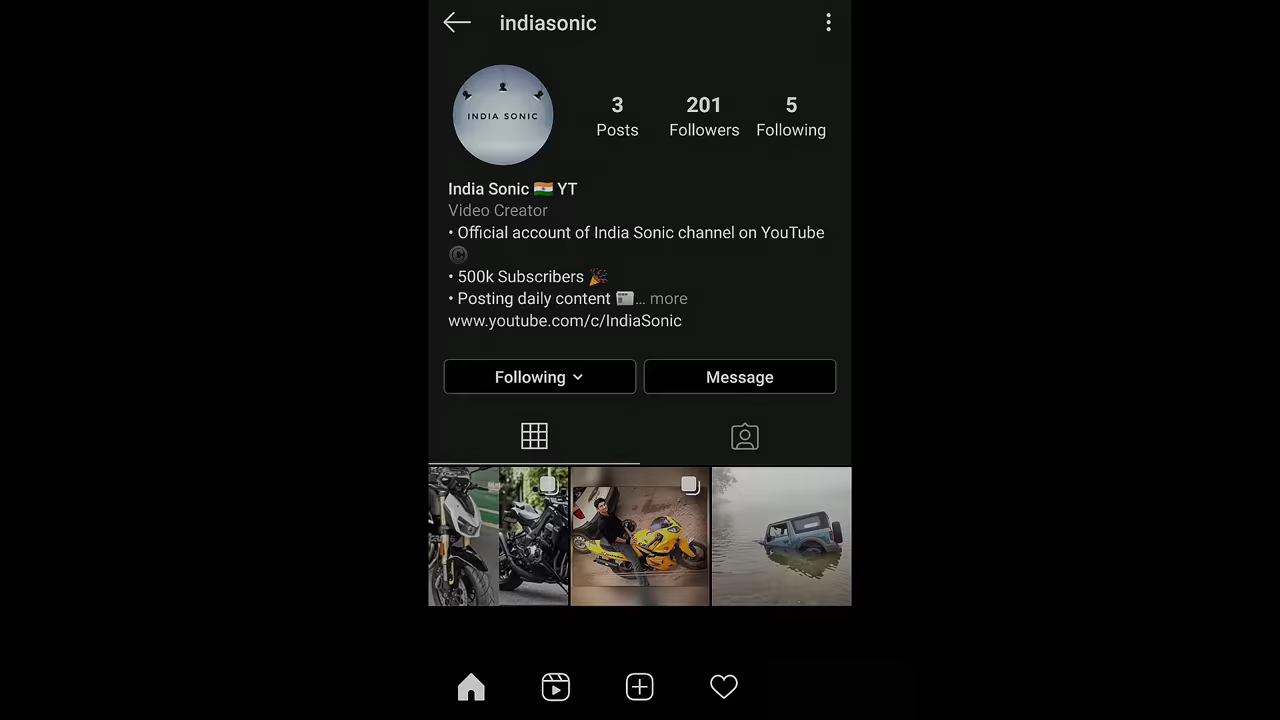 indiasonic
INDIA SONIC
3 201 5
Posts Followers Following
India Sonic 🇮🇳 YT
Video Creator
• Official account of India Sonic channel on YouTube
©
• 500k Subscribers 🎉
• Posting daily content 📰... more
www.youtube.com/c/IndiaSonic
Following Message